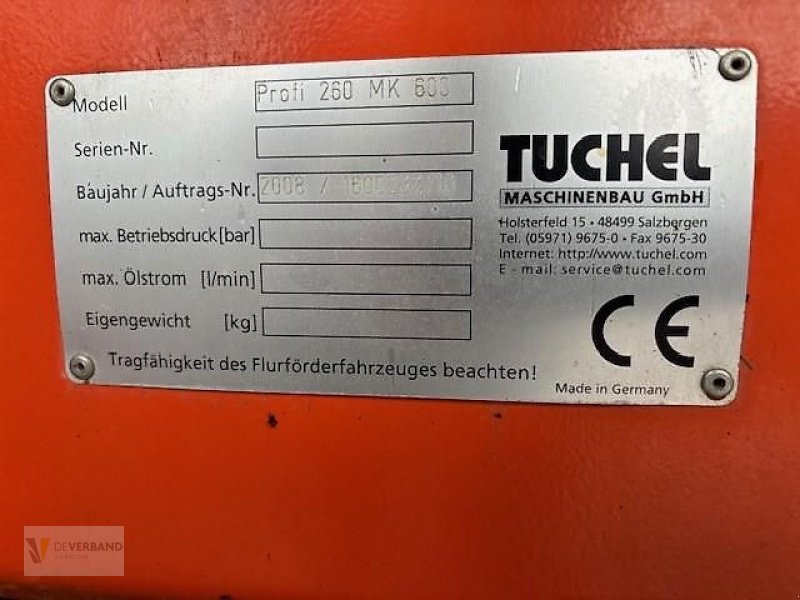 Modell Profi 260 MK 600
Serien-Nr.
Baujahr / Auftrags-Nr. 2008 /
max. Betriebsdruck [bar]
max. Ölstrom [l/min]
Eigengewicht [kg]
Tragfähigkeit des Flurförderfahrzeuges beachten!
TUCHEL
MASCHINENBAU GmbH
Holsterfeld 15 • 48499 Salzbergen
Tel. (05971) 9675-0 • Fax 9675-30
Internet: http://www.tuchel.com
E - mail: service@tuchel.com
CE
Made in Germany
DEVERBAND
AGRICOM